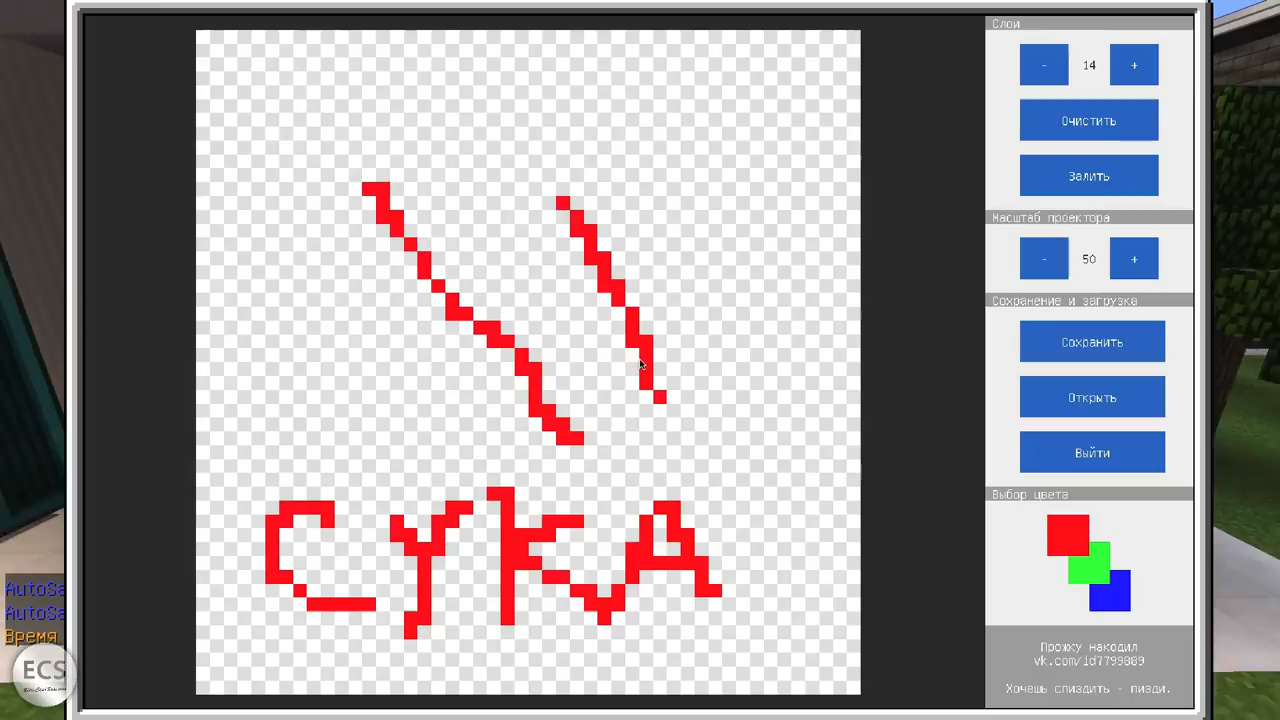 Слои
- 14 +
Очистить
Залить
Масштаб проектора
- 50 +
Сохранение и загрузка
Сохранить
Открыть
Выйти
Выбор цвета
Прожку накодил
vk.com/id7799889
Хочешь спиздить - пизди.
СУКА
AutoSa
AutoSa
Время
ECS